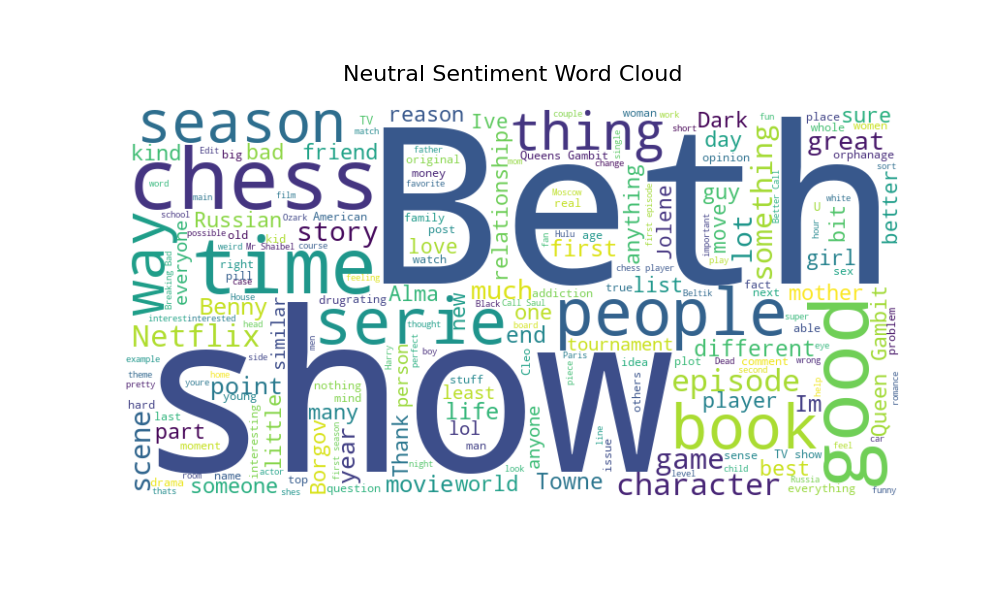 Neutral Sentiment Word Cloud
season
TV
match
reason
Ive
thing
couple
woman
work
short
Dark
fun
place
sure
whole
women
kind
Edit
big
bad
friend
father
original
money
favorite
mom
Queens Gambit
change
single
day
opinion
great
orphanage
sort
chess
Beth
word
main
film
school
Russian
Ozark
American
family
post
love
watch
relationship
Moscow
real
fan
Hulu
age
first
anything
first episode
Jolene
guy
move
important
play
lot
something
Better Call
white
u
hour
bit
girl
sex
better
way
everyone
possible
old
kid
story
weird
Mr Shaibel
course
time
right
pill
case
feeling
Breaking Bad
House
drug
rating
Alma
much
addiction
chess player
true
list
fact
Beltik
next
mother
interest
interested
Benny
head
similar
men
serie
new
Black
Call Saul
one
people
super
able
good
Queen Gambit
problem
Netflix
thought
board
end
tournament
different
eye
example
side
Harry
perfect
boy
Cleo
Paris
piece
idea
plot
Dead
comment
wrong
second
theme
pretty
youre
home
show
point
young
nothing
mind
person
stuff
least
others
episode
help
romance
hard
last
little
many
life
player
Im
scene
part
moment
interesting
first season
year
Thank
lol
man
anyone
line
issue
book
feel
car
game
sense
TV show
drama
thats
room
name
actor
top
Borgov
night
look
level
child
best
Russia
someone
shes
question
movie
world
Towne
character
everything
funny